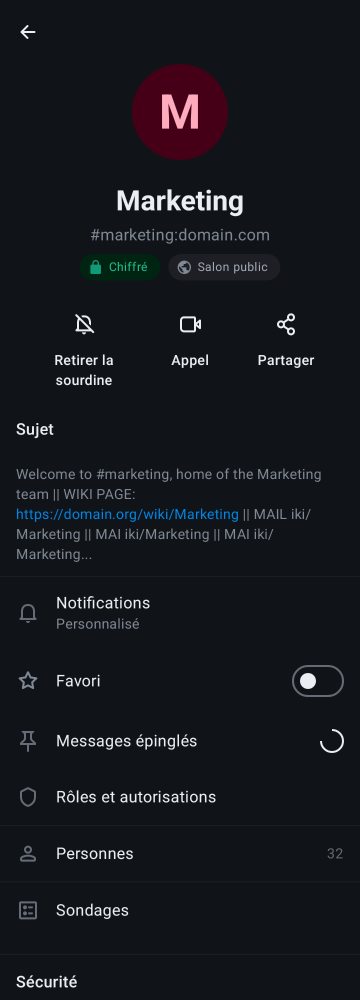 M
Marketing
#marketing:domain.com
Chiffré
Salon public
Retirer la
sourdine
Appel
Partager
Sujet
Welcome to #marketing, home of the Marketing
team || WIKI PAGE:
https://domain.org/wiki/Marketing || MAIL iki/
Marketing || MAI iki/Marketing || MAI iki/
Marketing...
Notifications
Personnalisé
Favori
Messages épinglés
Rôles et autorisations
Personnes
32
Sondages
Sécurité